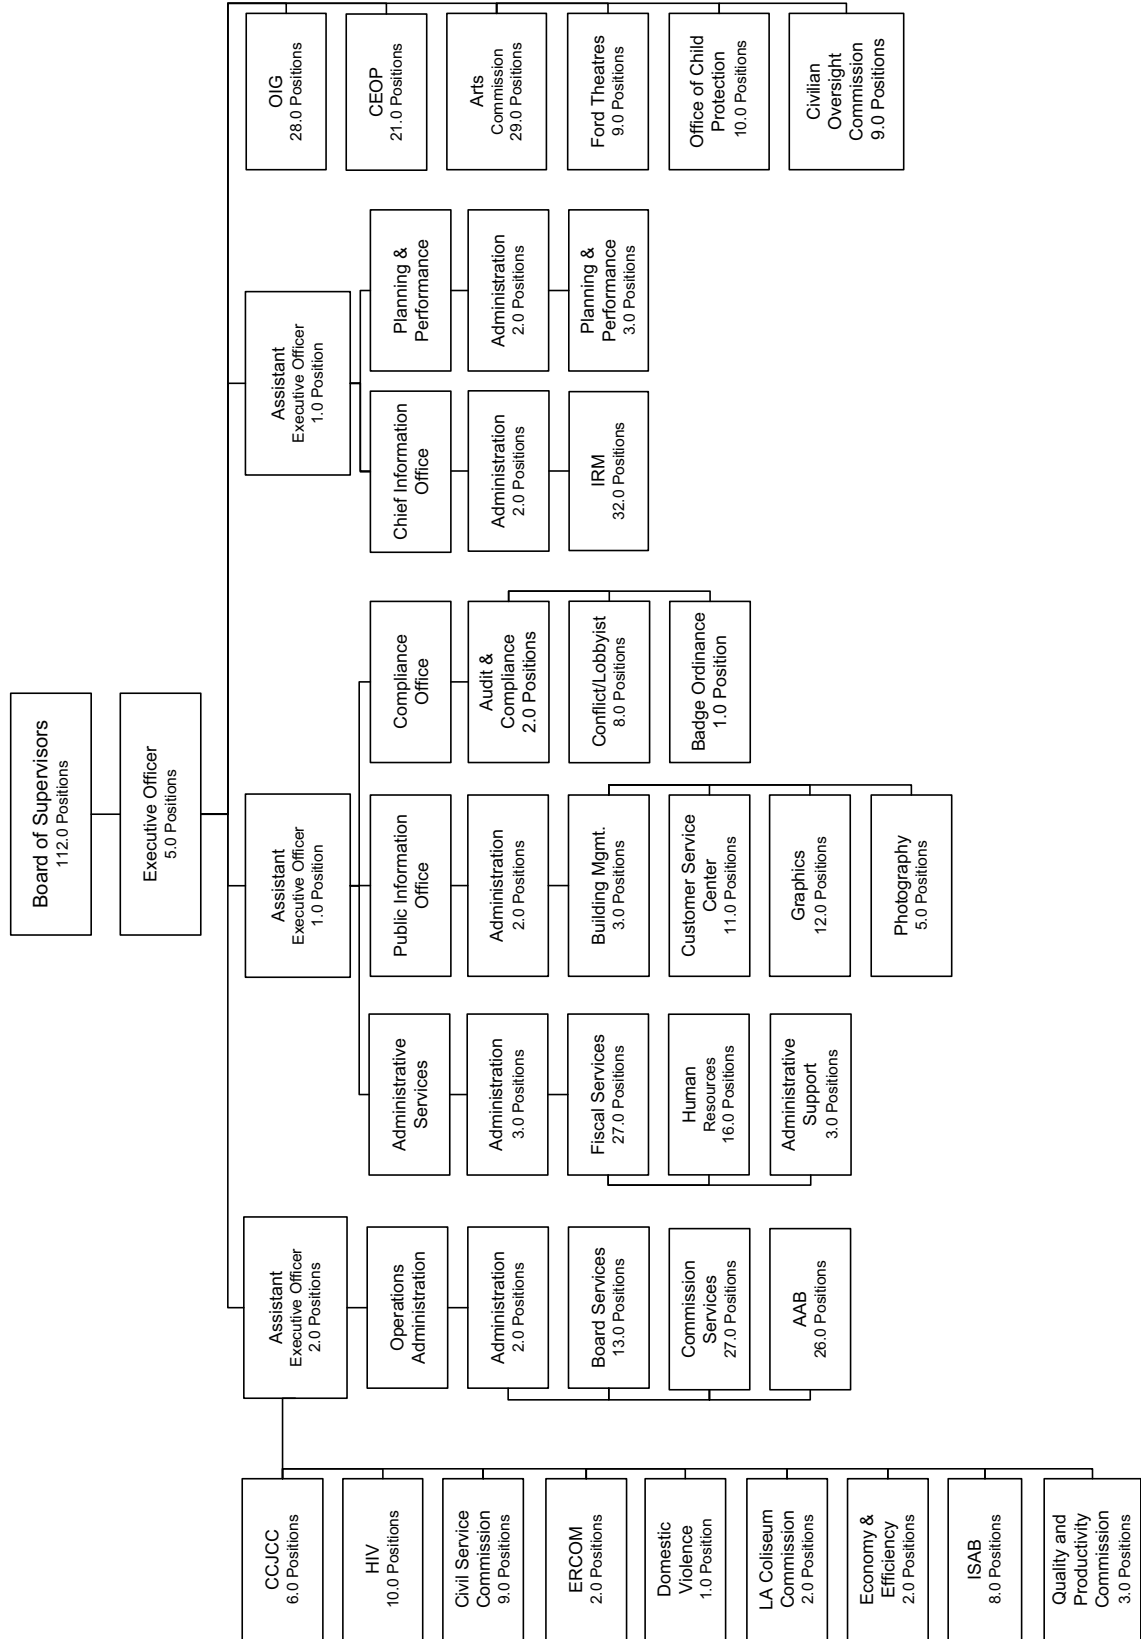 Board of Supervisors
112.0 Positions
Executive Officer
5.0 Positions
Assistant
Executive Officer
2.0 Positions
Assistant
Executive Officer
1.0 Position
Assistant
Executive Officer
1.0 Position
CCJCC
6.0 Positions
HIV
10.0 Positions
Civil Service
Commission
9.0 Positions
ERCOM
2.0 Positions
Domestic
Violence
1.0 Position
LA Coliseum
Commission
2.0 Positions
Economy &
Efficiency
2.0 Positions
ISAB
8.0 Positions
Quality and
Productivity
Commission
3.0 Positions
Operations
Administration
Administration
2.0 Positions
Board Services
13.0 Positions
Commission
Services
27.0 Positions
AAB
26.0 Positions
Administrative
Services
Administration
3.0 Positions
Fiscal Services
27.0 Positions
Human
Resources
16.0 Positions
Administrative
Support
3.0 Positions
Public Information
Office
Administration
2.0 Positions
Building Mgmt.
3.0 Positions
Customer Service
Center
11.0 Positions
Graphics
12.0 Positions
Photography
5.0 Positions
Compliance
Office
Audit &
Compliance
2.0 Positions
Conflict/Lobbyist
8.0 Positions
Badge Ordinance
1.0 Position
Chief Information
Office
Administration
2.0 Positions
IRM
32.0 Positions
Planning &
Performance
Administration
2.0 Positions
Planning &
Performance
3.0 Positions
OIG
28.0 Positions
CEOP
21.0 Positions
Arts
Commission
29.0 Positions
Ford Theatres
9.0 Positions
Office of Child
Protection
10.0 Positions
Civilian
Oversight
Commission
9.0 Positions